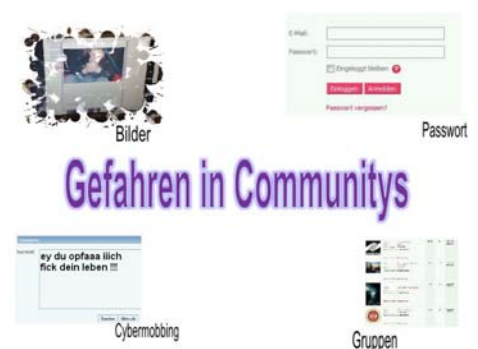 E-Mail:
Passwort:
Eingeloggt bleiben ?
Einloggen Anmelden
Passwort vergessen?
Bilder
Passwort
Gefahren in Communitys
ey du opfaaa iiich
fick dein leben !!!
Cybermobbing
Gruppen